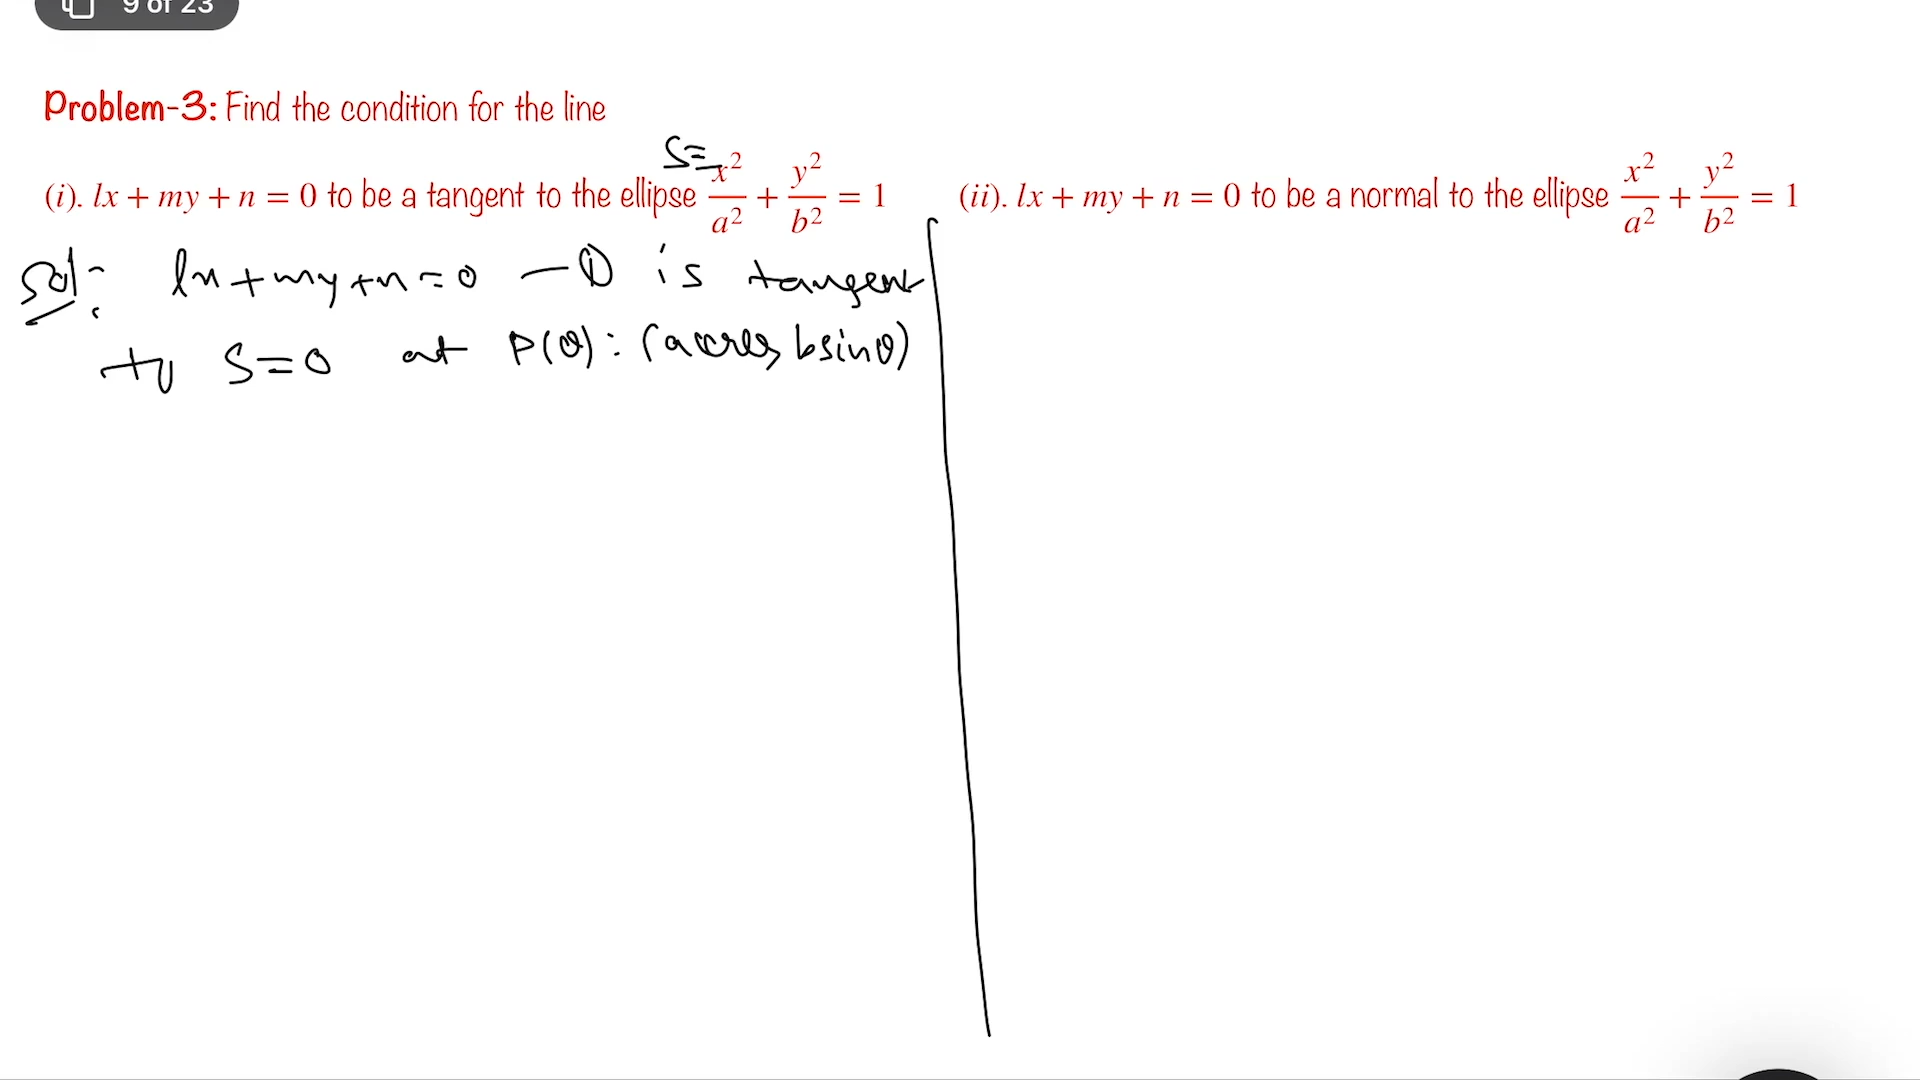 9 of 23
Problem-3: Find the condition for the line
(i). lx + my + n = 0 to be a tangent to the ellipse x²/a² + y²/b² = 1
S≡
(ii). lx + my + n = 0 to be a normal to the ellipse x²/a² + y²/b² = 1
Sol: lx+my+n=0 —① is tangent
to S=0 at P(θ): (acosθ, bsinθ)